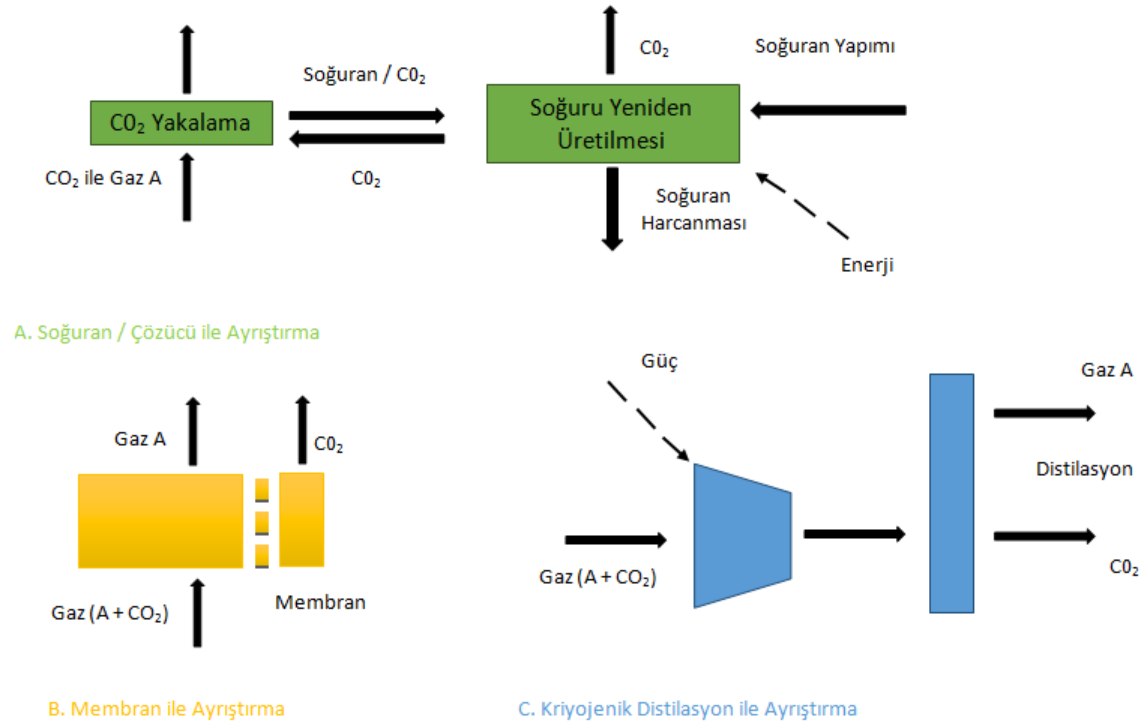 C0₂
Soğuran Yapımı
Soğuran / C0₂
C0₂ Yakalama
Soğuru Yeniden
Üretilmesi
CO₂ ile Gaz A
C0₂
Soğuran
Harcanması
Enerji
A. Soğuran / Çözücü ile Ayrıştırma
Güç
Gaz A
Gaz A
C0₂
Distilasyon
Gaz (A + CO₂)
C0₂
Membran
Gaz (A + CO₂)
B. Membran ile Ayrıştırma
C. Kriyojenik Distilasyon ile Ayrıştırma